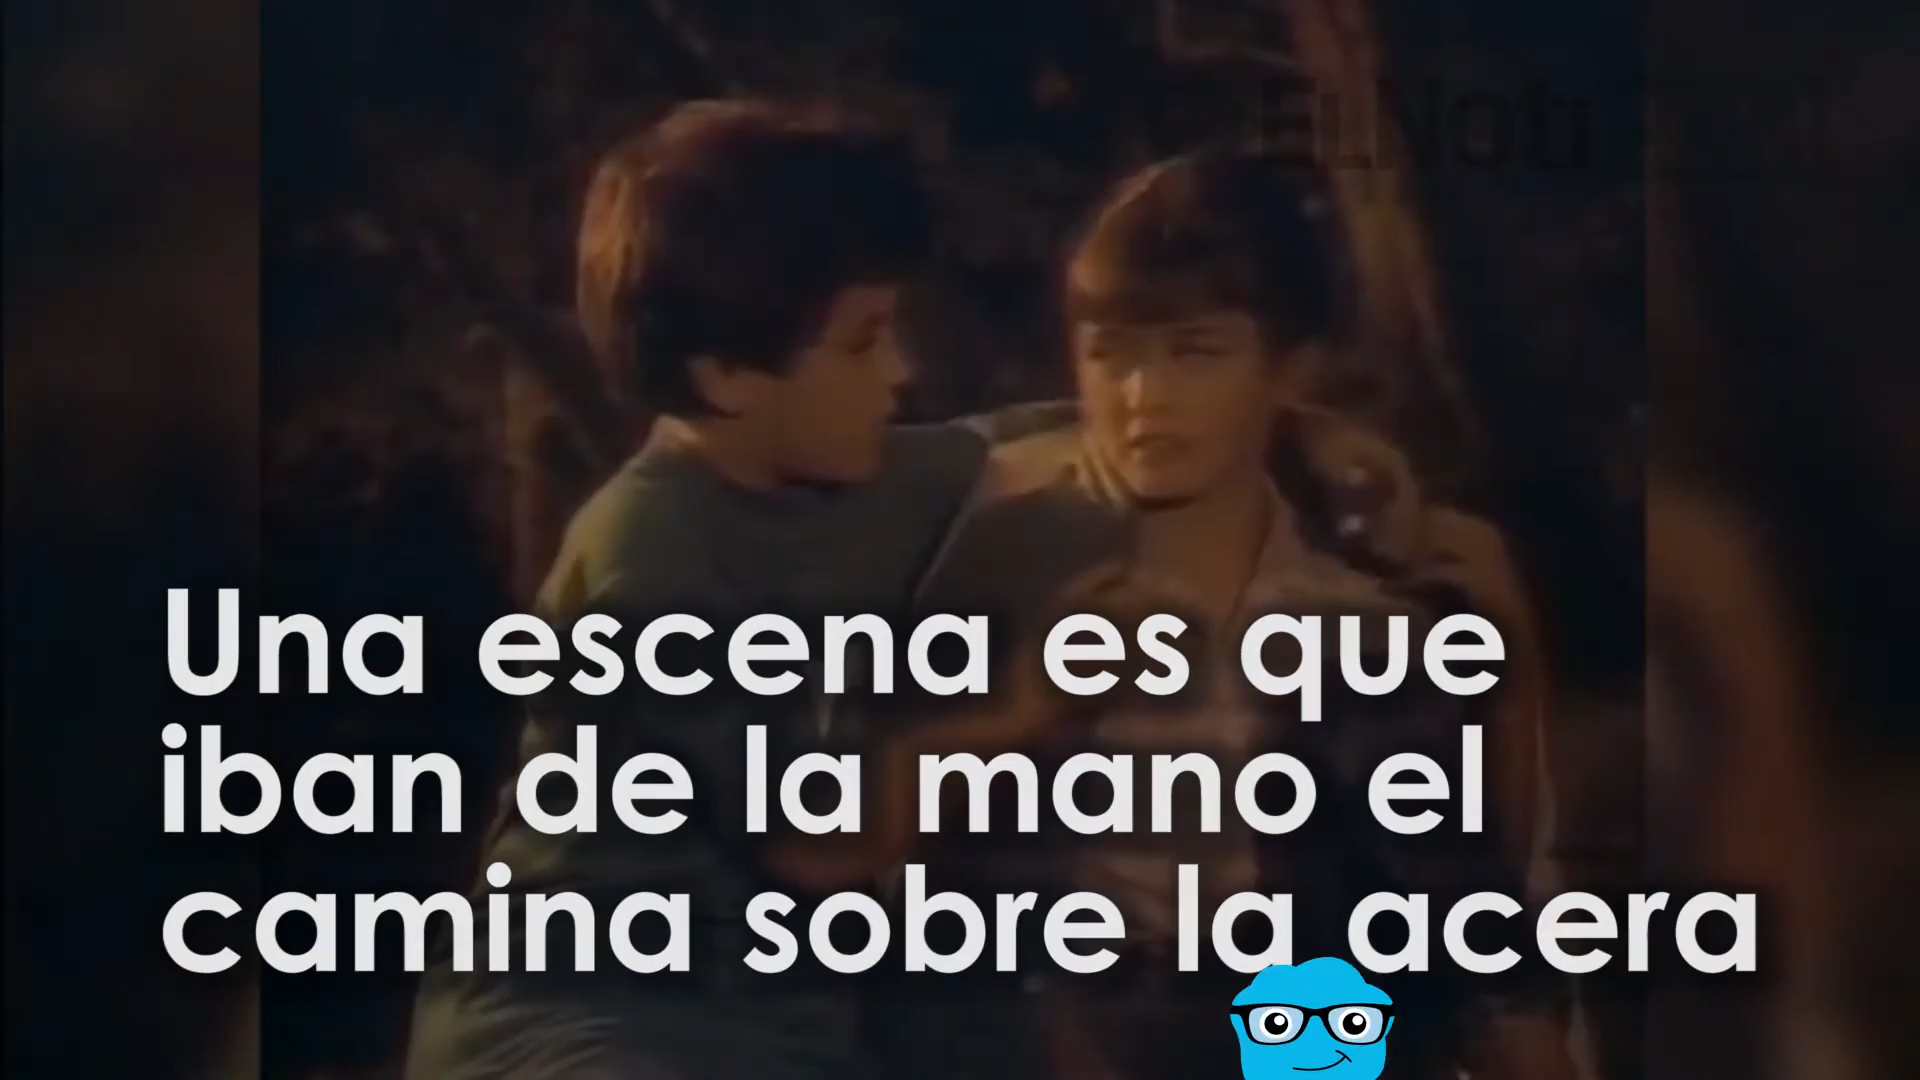 Una escena es que
iban de la mano el
camina sobre la acera